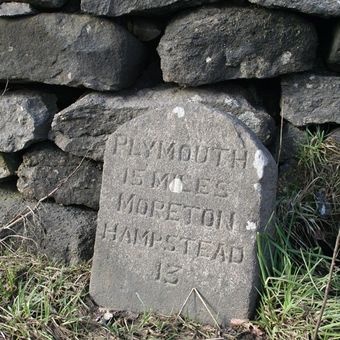 PLYMOUTH
15 MILES
MORETON
HAMPSTEAD
13